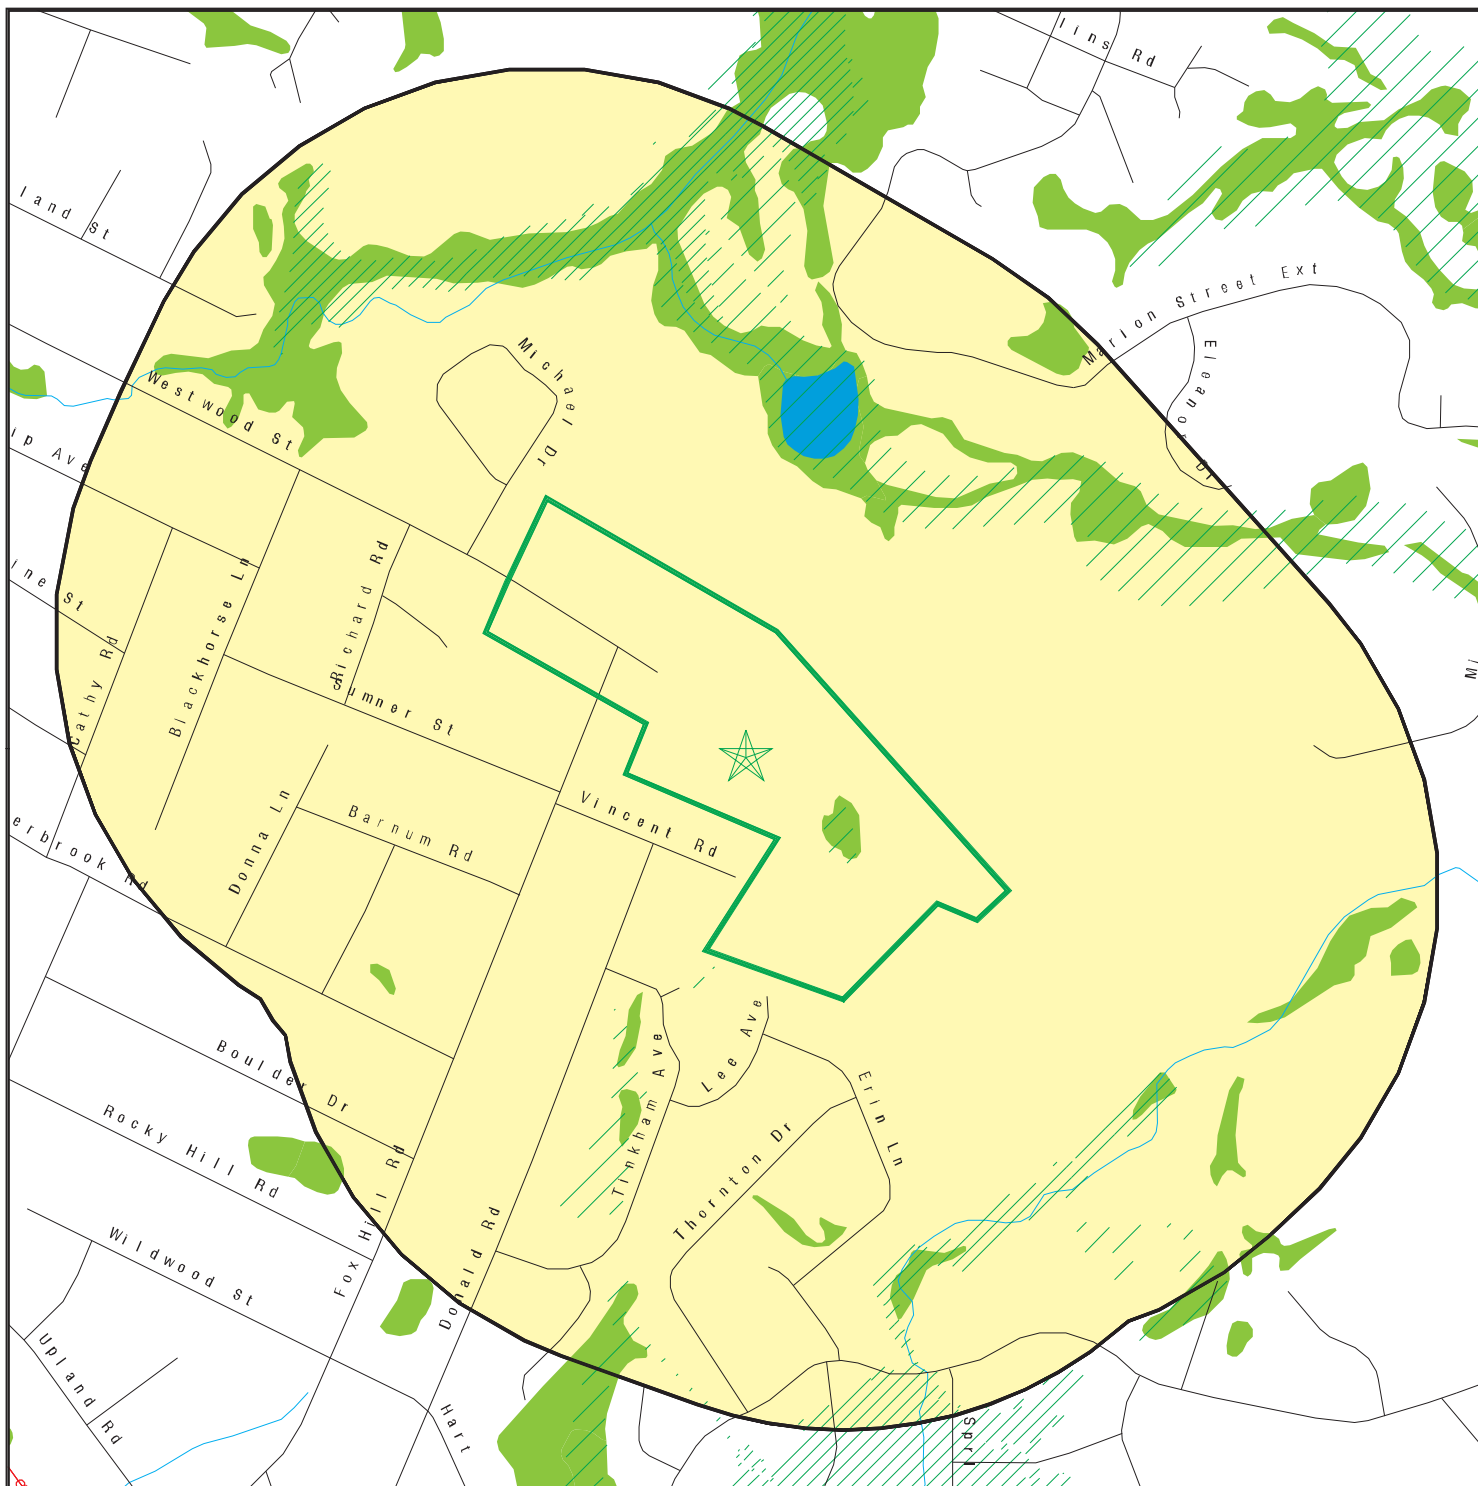 lins Rd
land St
Marion Street Ext
Eleanor Dr
Michael Dr
Westwood St
ip Ave
ine St
Cathy Rd
Blackhorse Ln
Richard Rd
Sumner St
Mi
Vincent Rd
Donna Ln
Barnum Rd
erbrook Rd
Boulder Dr
Rocky Hill Rd
Wildwood St
Fox Hill Rd
Donald Rd
Tinkham Ave
Lee Ave
Erin Ln
Thornton Dr
Upland Rd
Hart
Spri